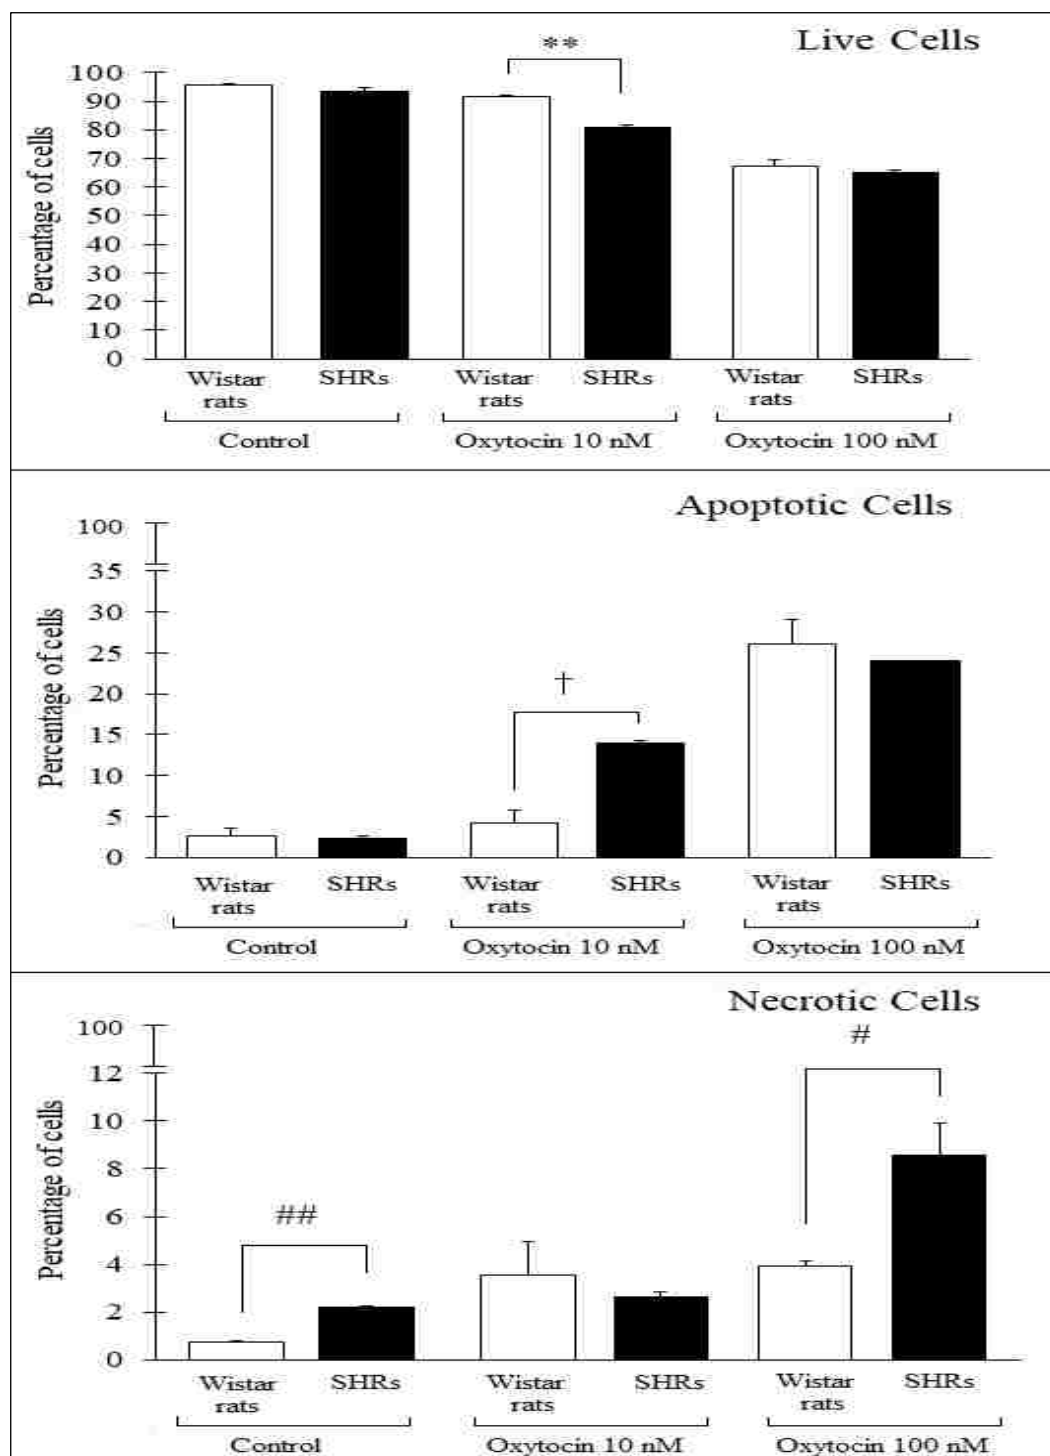 Live Cells
**
Percentage of cells
100
90
80
70
60
50
40
30
20
10
0
Wistar rats
SHRs
Wistar rats
SHRs
Wistar rats
SHRs
Control
Oxytocin 10 nM
Oxytocin 100 nM
Apoptotic Cells
†
Percentage of cells
100
35
30
25
20
15
10
5
0
Wistar rats
SHRs
Wistar rats
SHRs
Wistar rats
SHRs
Control
Oxytocin 10 nM
Oxytocin 100 nM
Necrotic Cells
#
##
Percentage of cells
100
12
10
8
6
4
2
0
Wistar rats
SHRs
Wistar rats
SHRs
Wistar rats
SHRs
Control
Oxytocin 10 nM
Oxytocin 100 nM